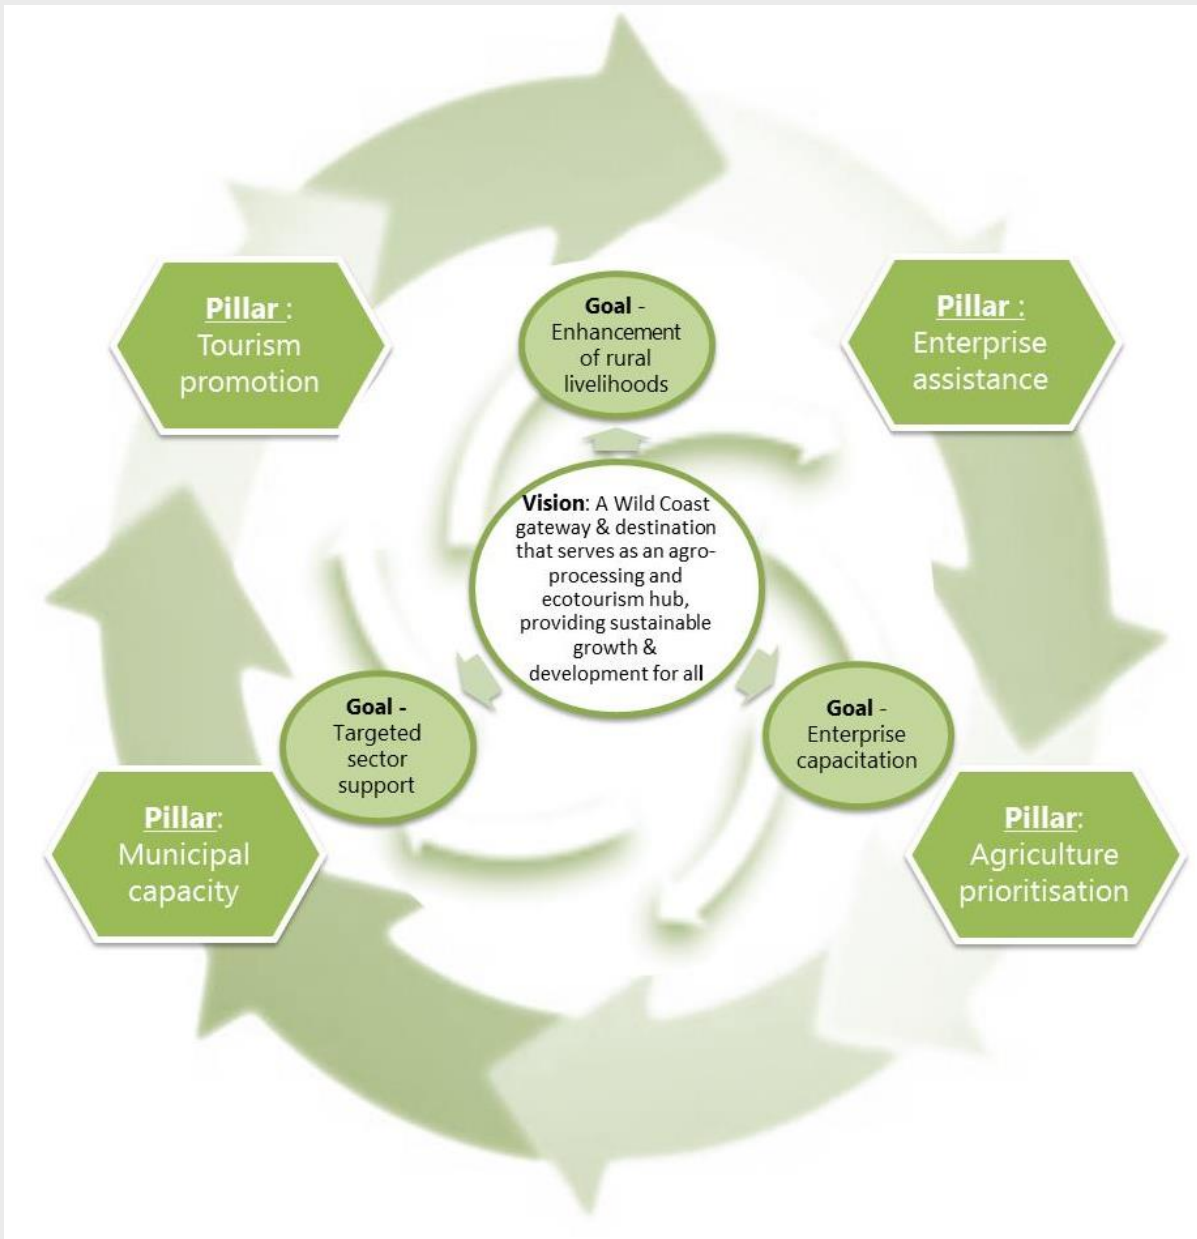 Pillar :
Tourism
promotion
Goal -
Enhancement
of rural
livelihoods
Pillar :
Enterprise
assistance
Vision: A Wild Coast
gateway & destination
that serves as an agro-
processing and
ecotourism hub,
providing sustainable
growth &
development for all
Goal -
Targeted
sector
support
Goal -
Enterprise
capacitation
Pillar:
Municipal
capacity
Pillar:
Agriculture
prioritisation